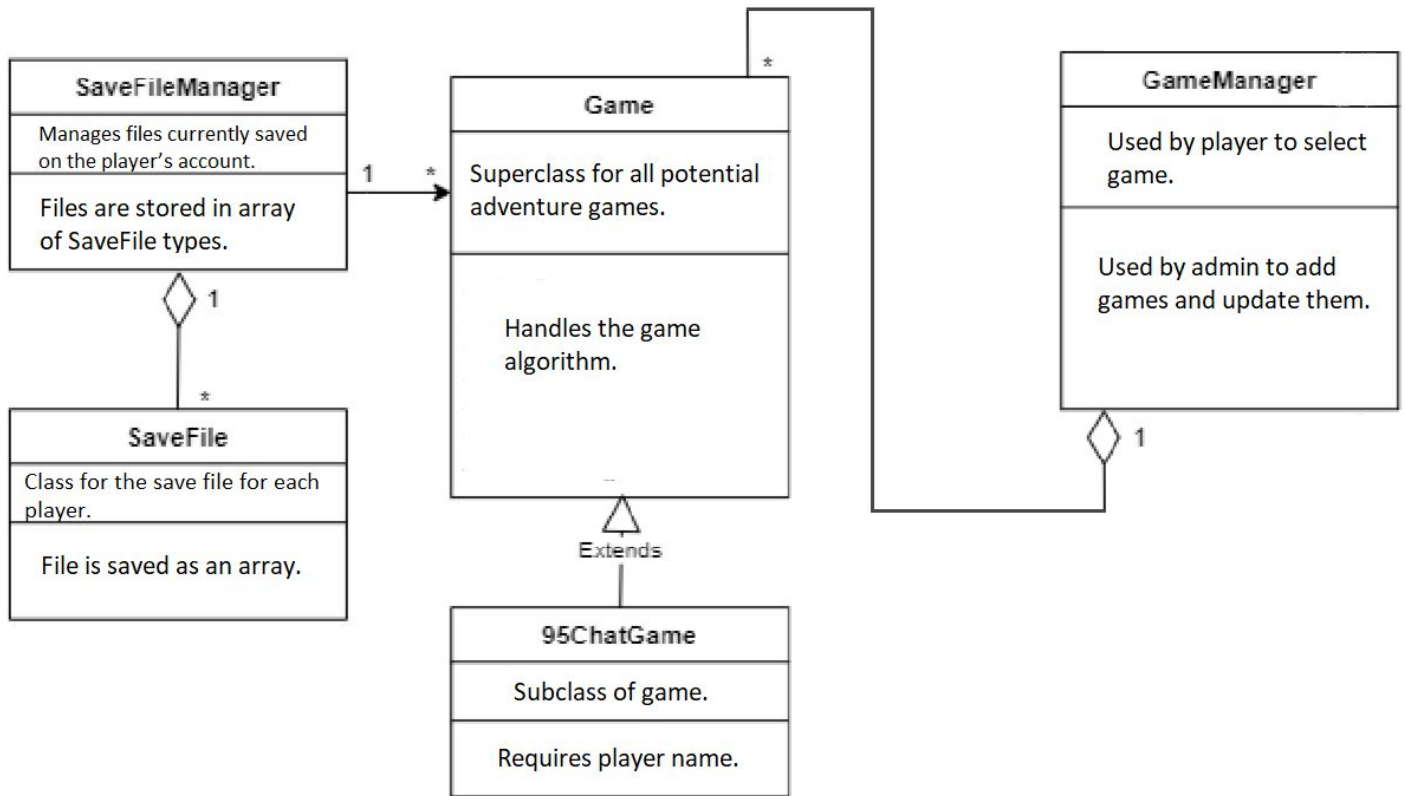 SaveFileManager
Manages files currently saved
on the player's account.
Files are stored in array
of SaveFile types.
1
*
1
*
SaveFile
Class for the save file for each
player.
File is saved as an array.
Game
Superclass for all potential
adventure games.
Handles the game
algorithm.
Extends
95ChatGame
Subclass of game.
Requires player name.
*
GameManager
Used by player to select
game.
Used by admin to add
games and update them.
1